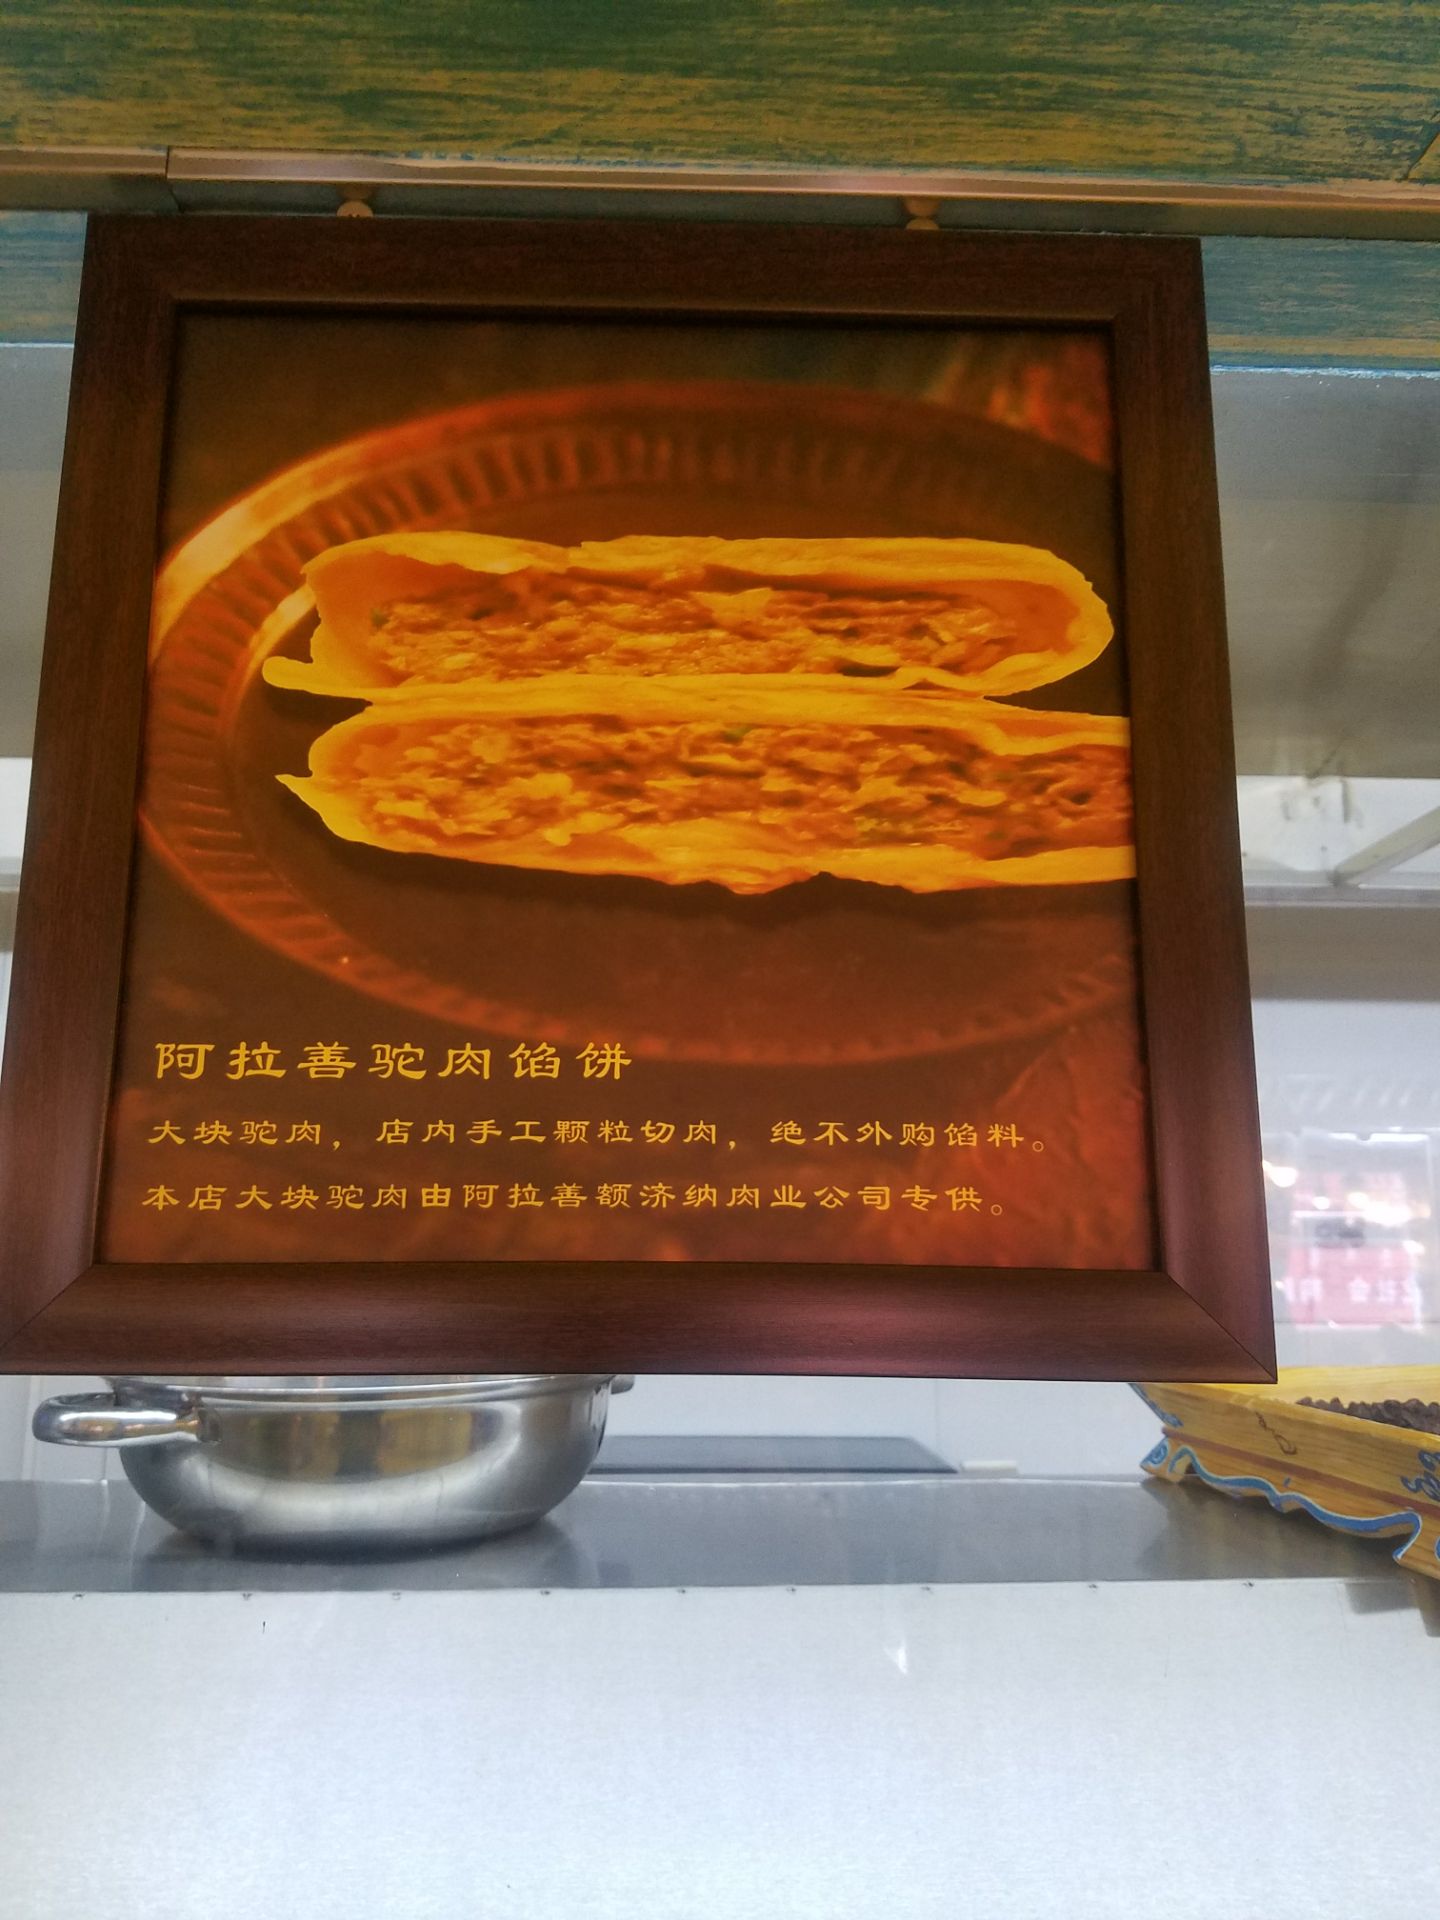 阿拉善驼肉馅饼
大块驼肉，店内手工颗粒切肉，绝不外购馅料。
本店大块驼肉由阿拉善额济纳肉业公司专供。